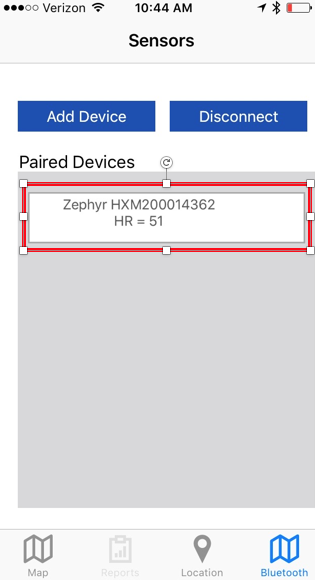 Verizon 10:44 AM
Sensors
Add Device Disconnect
Paired Devices
Zephyr HXM200014362
HR = 51
Map Reports Location Bluetooth